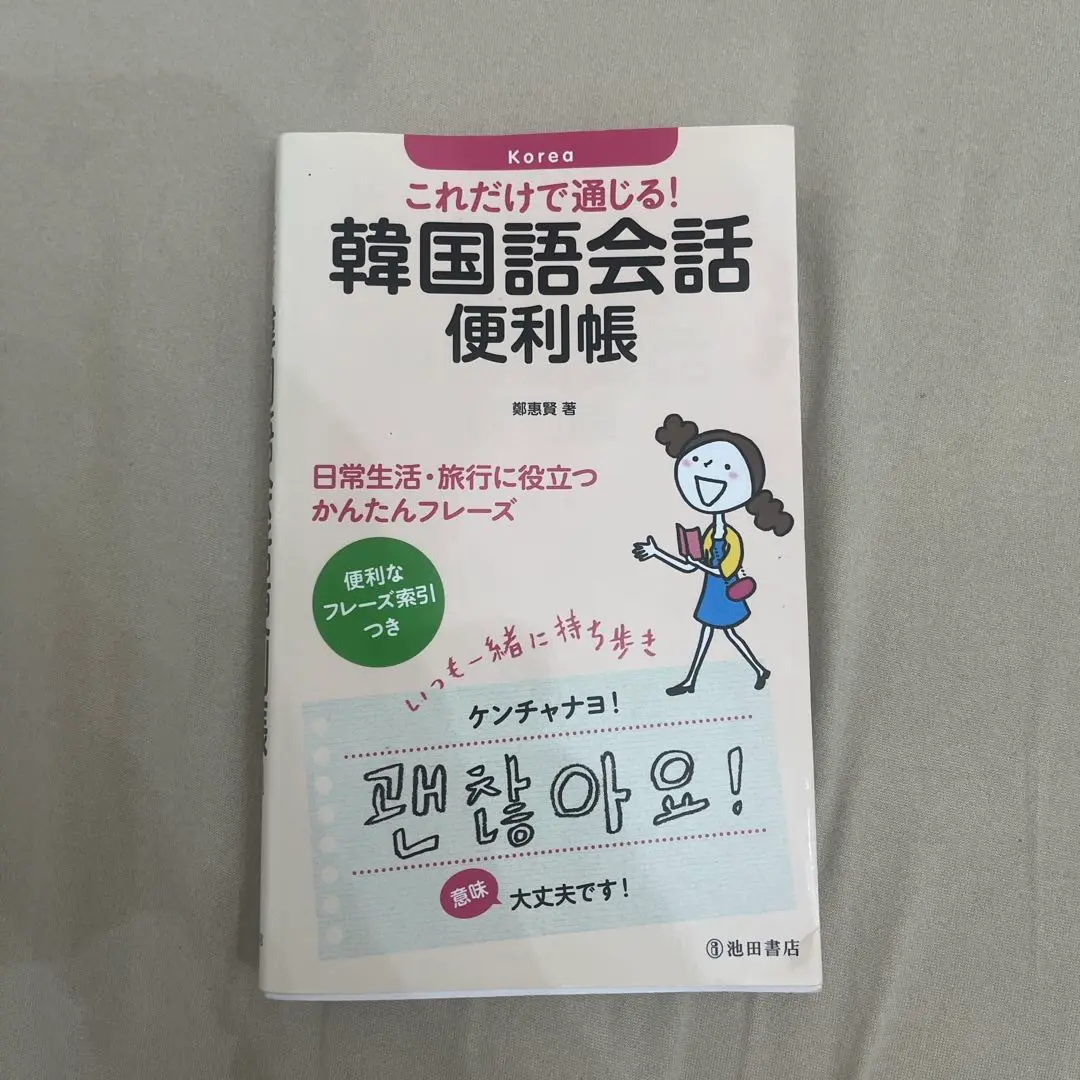 Korea
これだけで通じる!
韓国語会話
便利帳
鄭惠賢 著
日常生活・旅行に役立つ
かんたんフレーズ
便利な
フレーズ索引
つき
いつも一緒に持ち歩き
ケンチャナヨ!
괜찮아요!
意味 大丈夫です!
池田書店